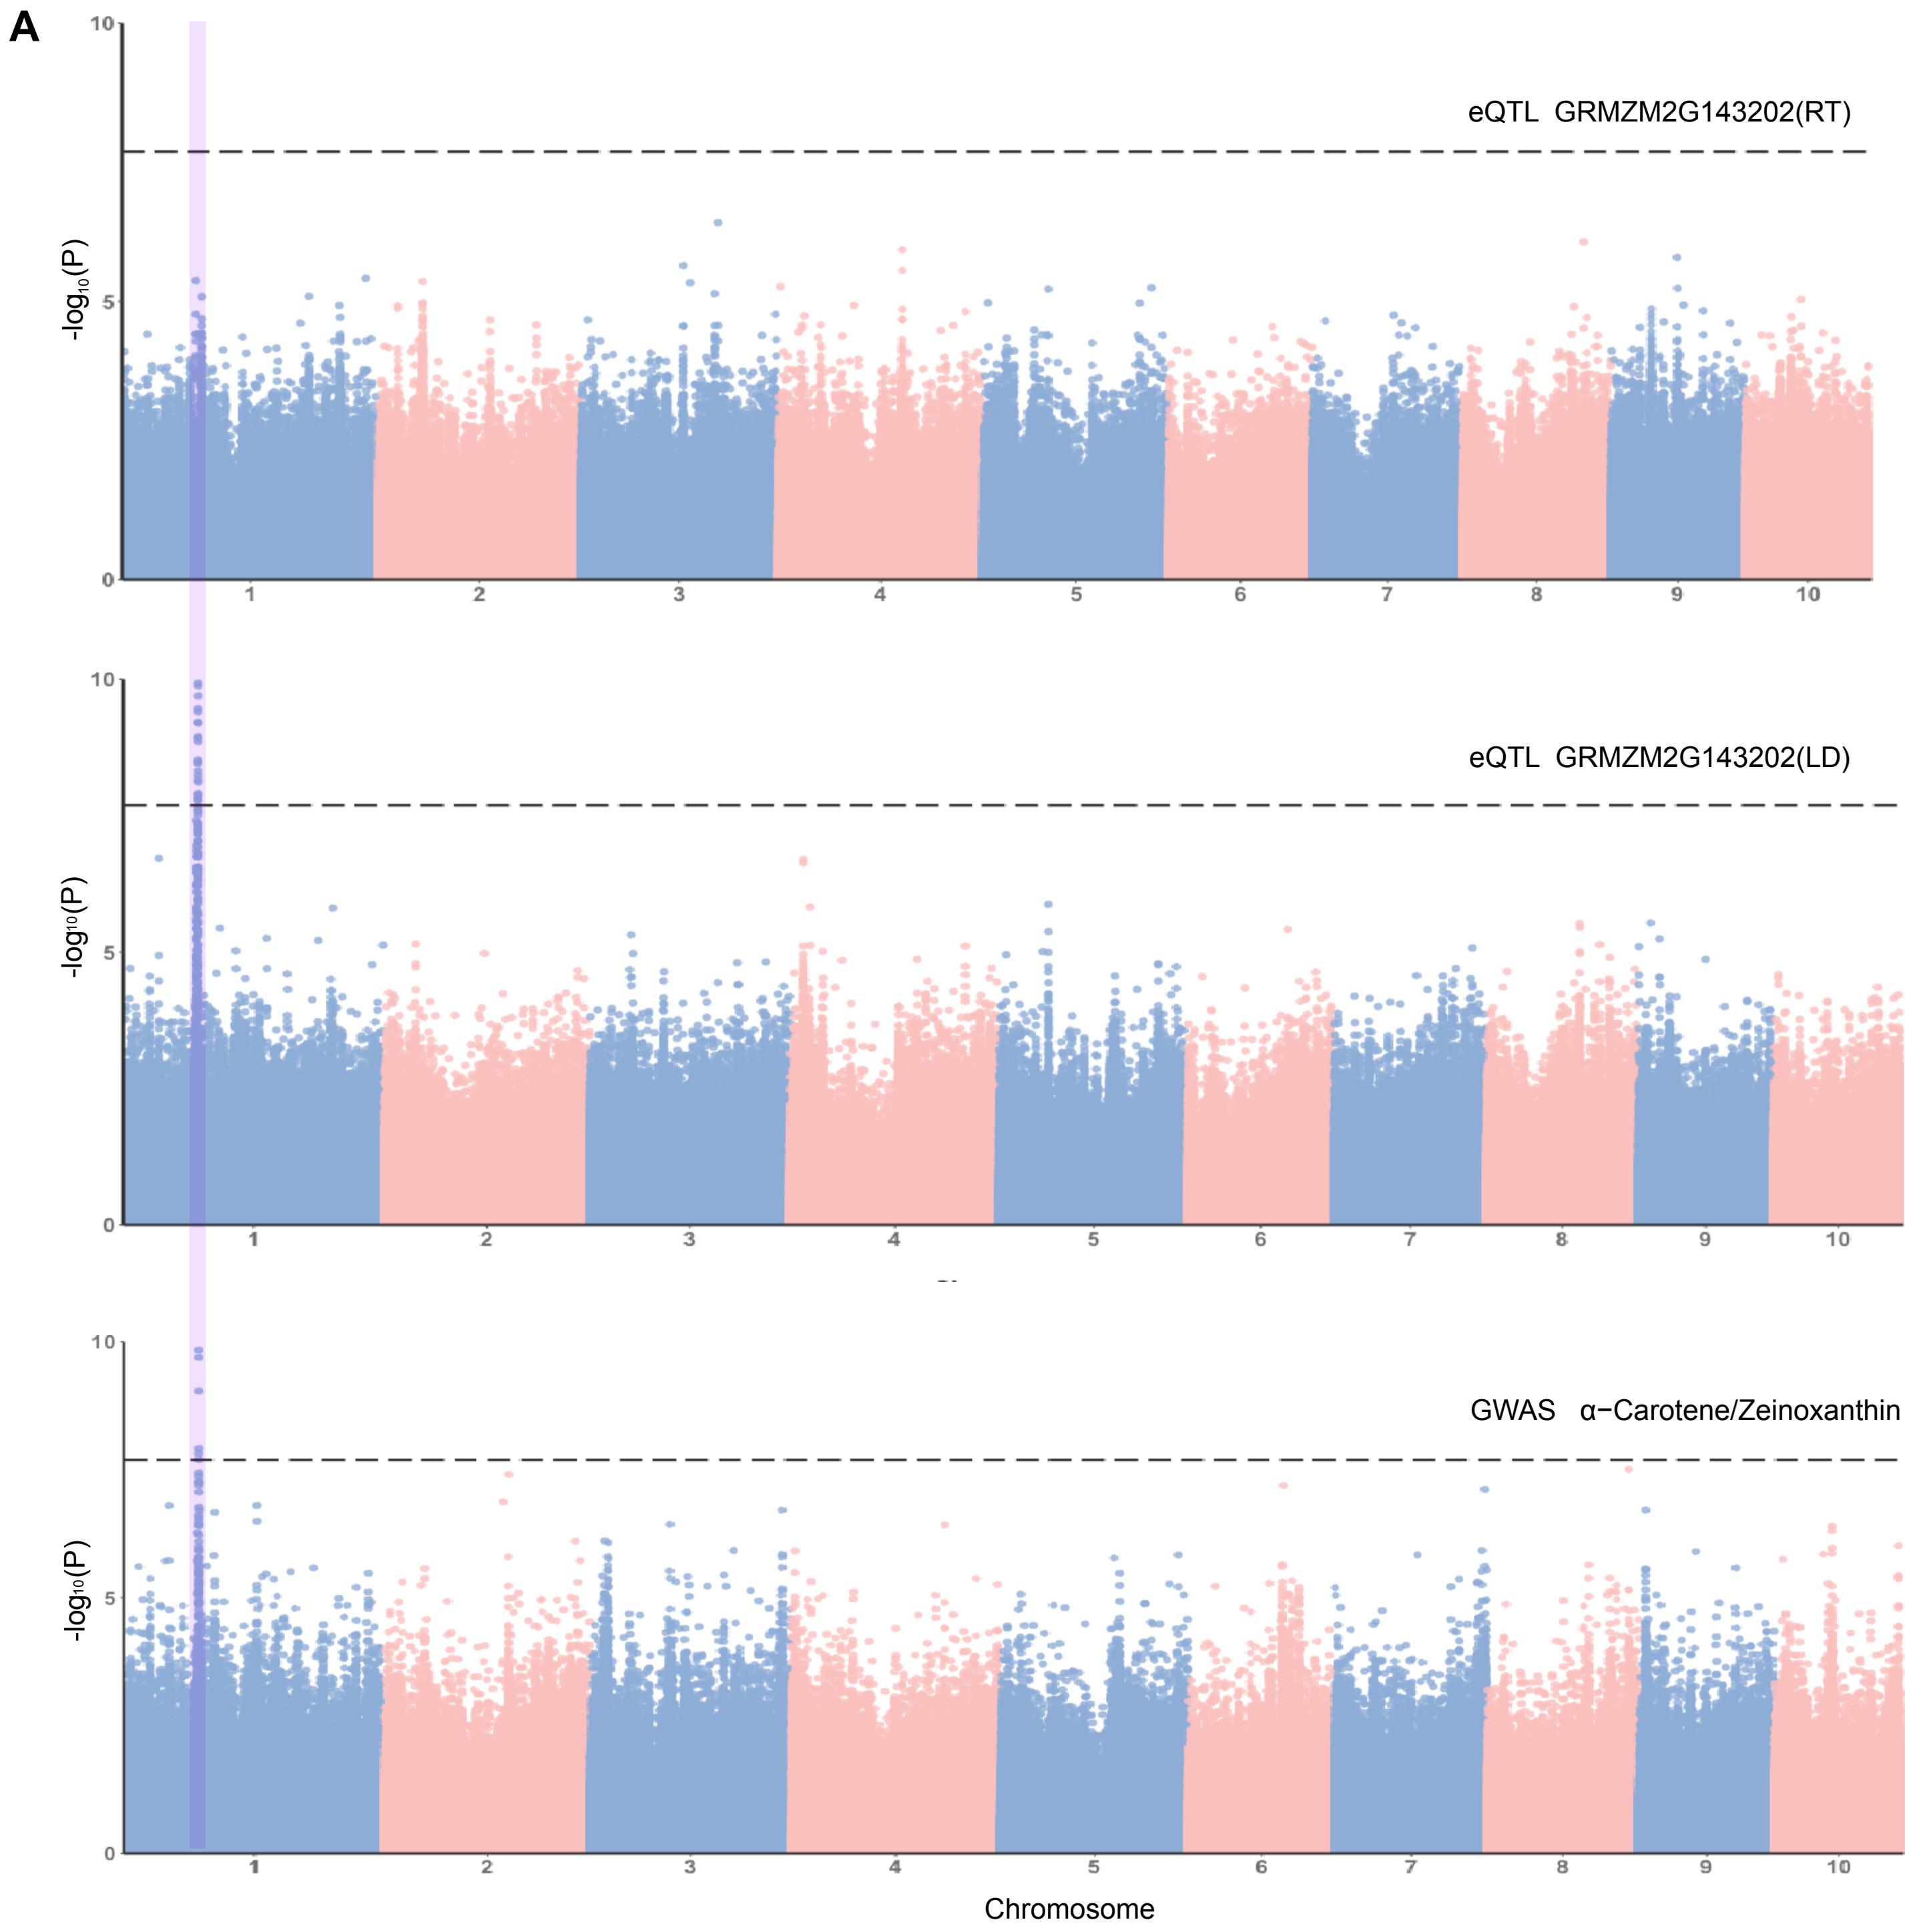 A
10
eQTL GRMZM2G143202(RT)
-log10(P)
5
0
1 2 3 4 5 6 7 8 9 10
10
eQTL GRMZM2G143202(LD)
-log10(P)
5
0
1 2 3 4 5 6 7 8 9 10
10
GWAS α−Carotene/Zeinoxanthin
-log10(P)
5
0
1 2 3 4 5 6 7 8 9 10
Chromosome